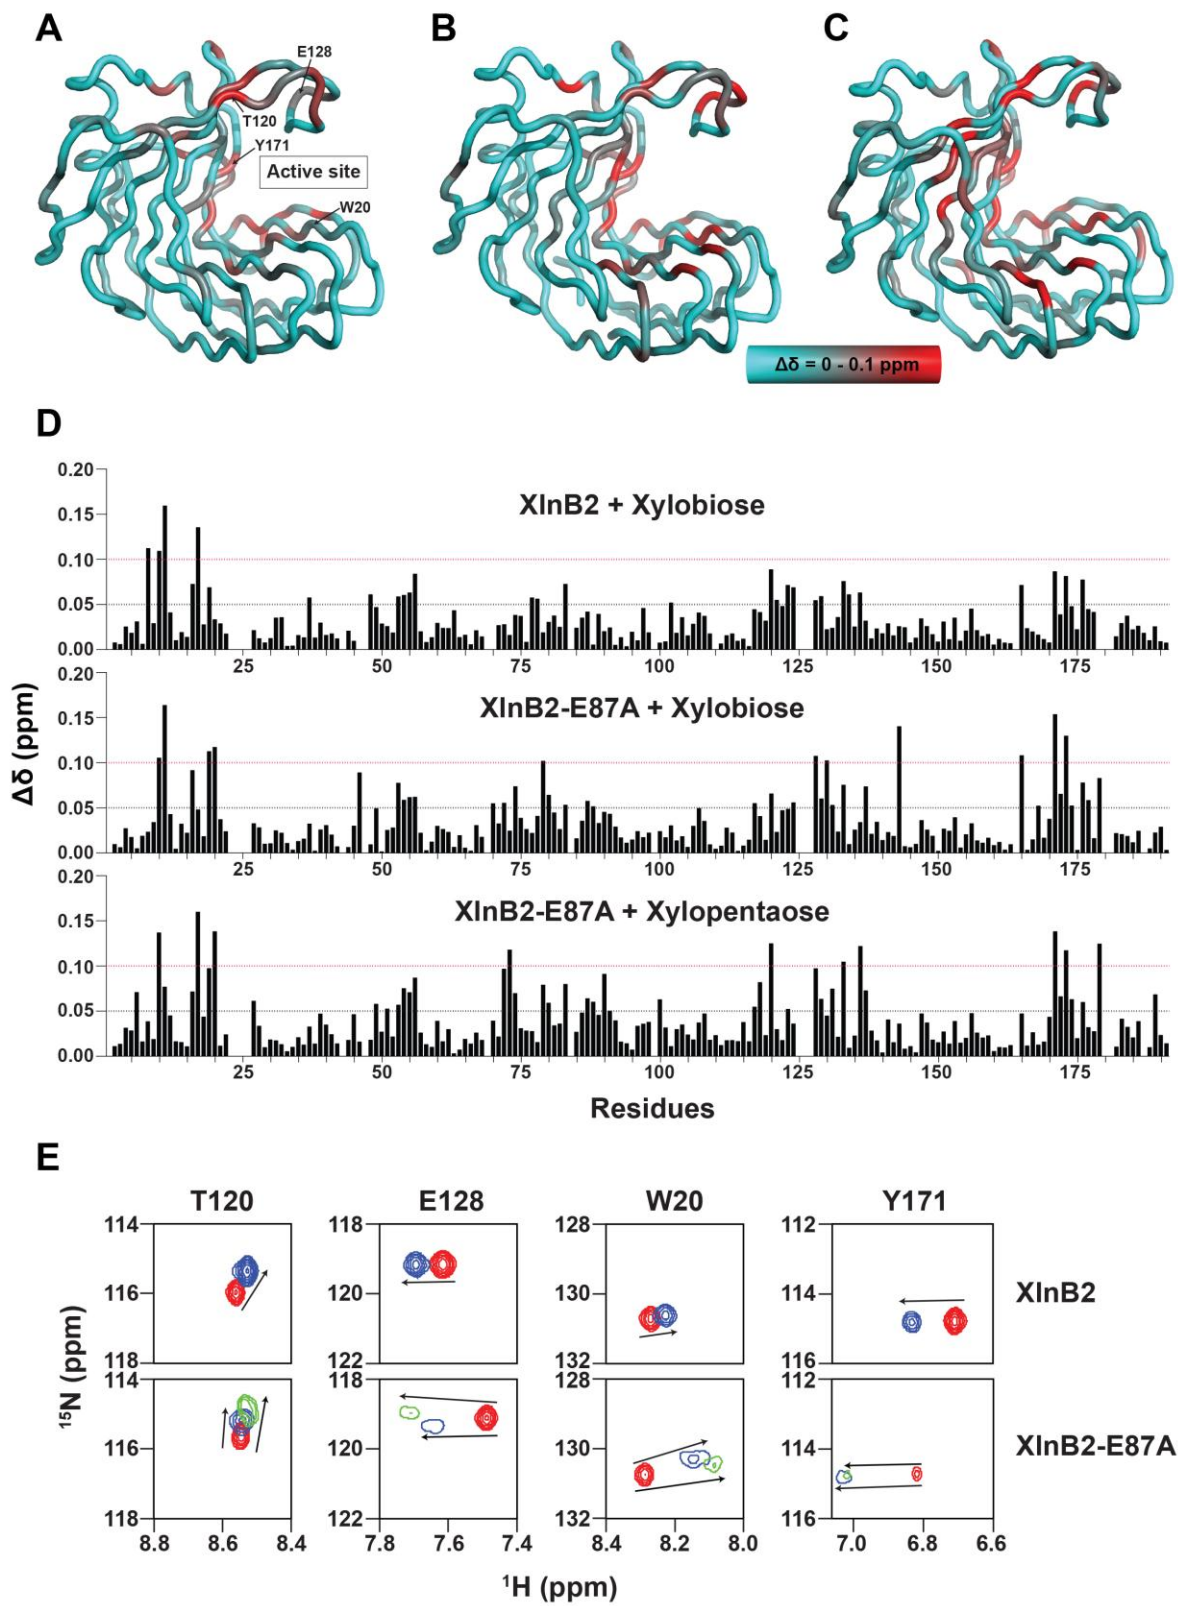 A
B
C
E128
T120
Y171
Active site
W20
Δδ = 0 - 0.1 ppm
D
Δδ (ppm)
0.20
0.15
0.10
0.05
0.00
XlnB2 + Xylobiose
25 50 75 100 125 150 175
0.20
0.15
0.10
0.05
0.00
XlnB2-E87A + Xylobiose
25 50 75 100 125 150 175
0.20
0.15
0.10
0.05
0.00
XlnB2-E87A + Xylopentaose
25 50 75 100 125 150 175
Residues
E
T120 E128 W20 Y171
¹⁵N (ppm)
114 118 128 112
116 120 130 114
118 122 132 116
XlnB2
114 118 128 112
116 120 130 114
118 122 132 116
XlnB2-E87A
8.8 8.6 8.4 7.8 7.6 7.4 8.4 8.2 8.0 7.0 6.8 6.6
¹H (ppm)